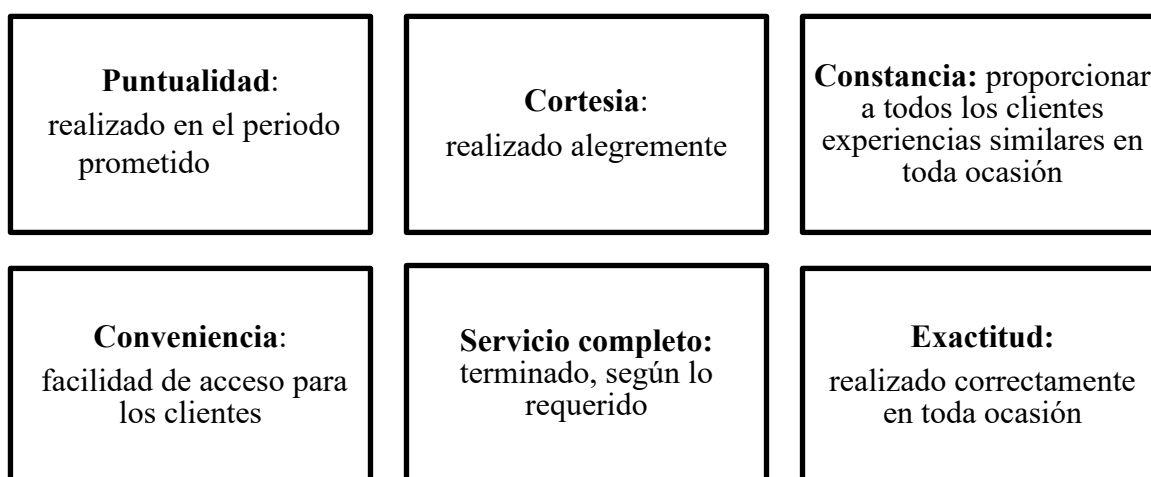 Puntualidad:
realizado en el periodo
prometido
Cortesia:
realizado alegremente
Constancia: proporcionar
a todos los clientes
experiencias similares en
toda ocasión
Conveniencia:
facilidad de acceso para
los clientes
Servicio completo:
terminado, según lo
requerido
Exactitud:
realizado correctamente
en toda ocasión